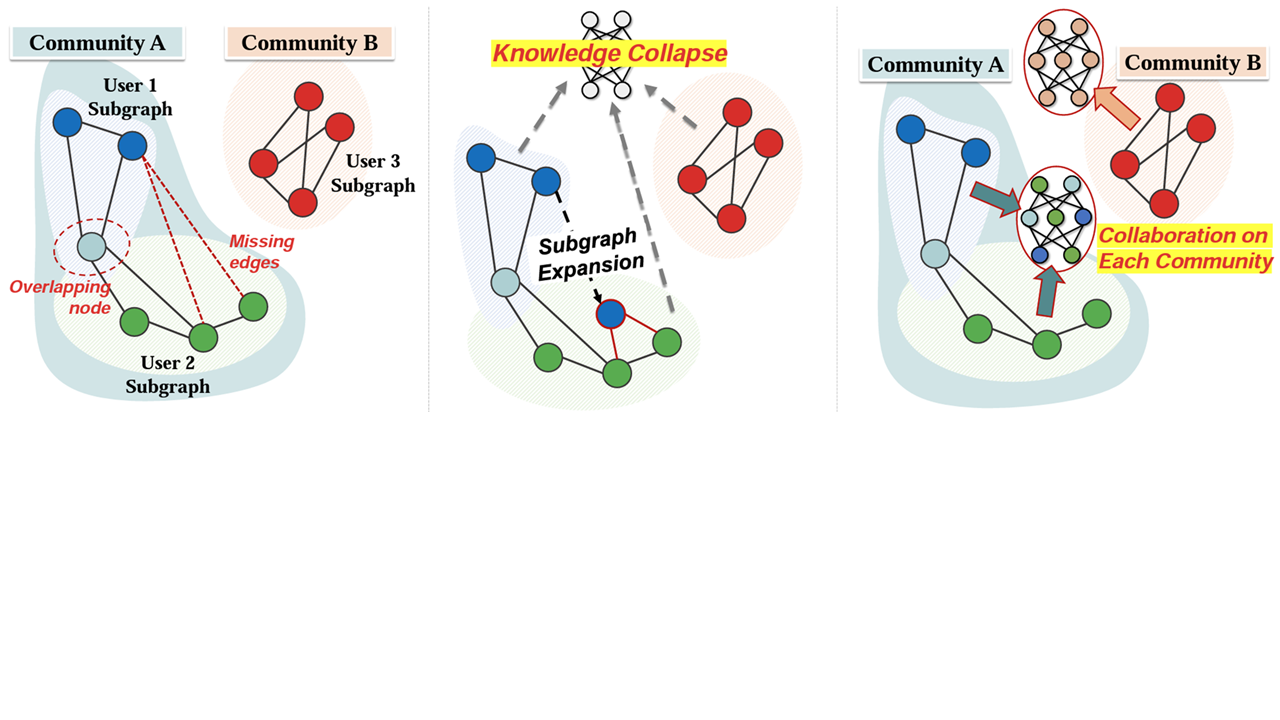 Community A
Community B
User 1
Subgraph
User 3
Subgraph
Missing
edges
Overlapping
node
User 2
Subgraph
Knowledge Collapse
Subgraph
Expansion
Community A
Community B
Collaboration on
Each Community